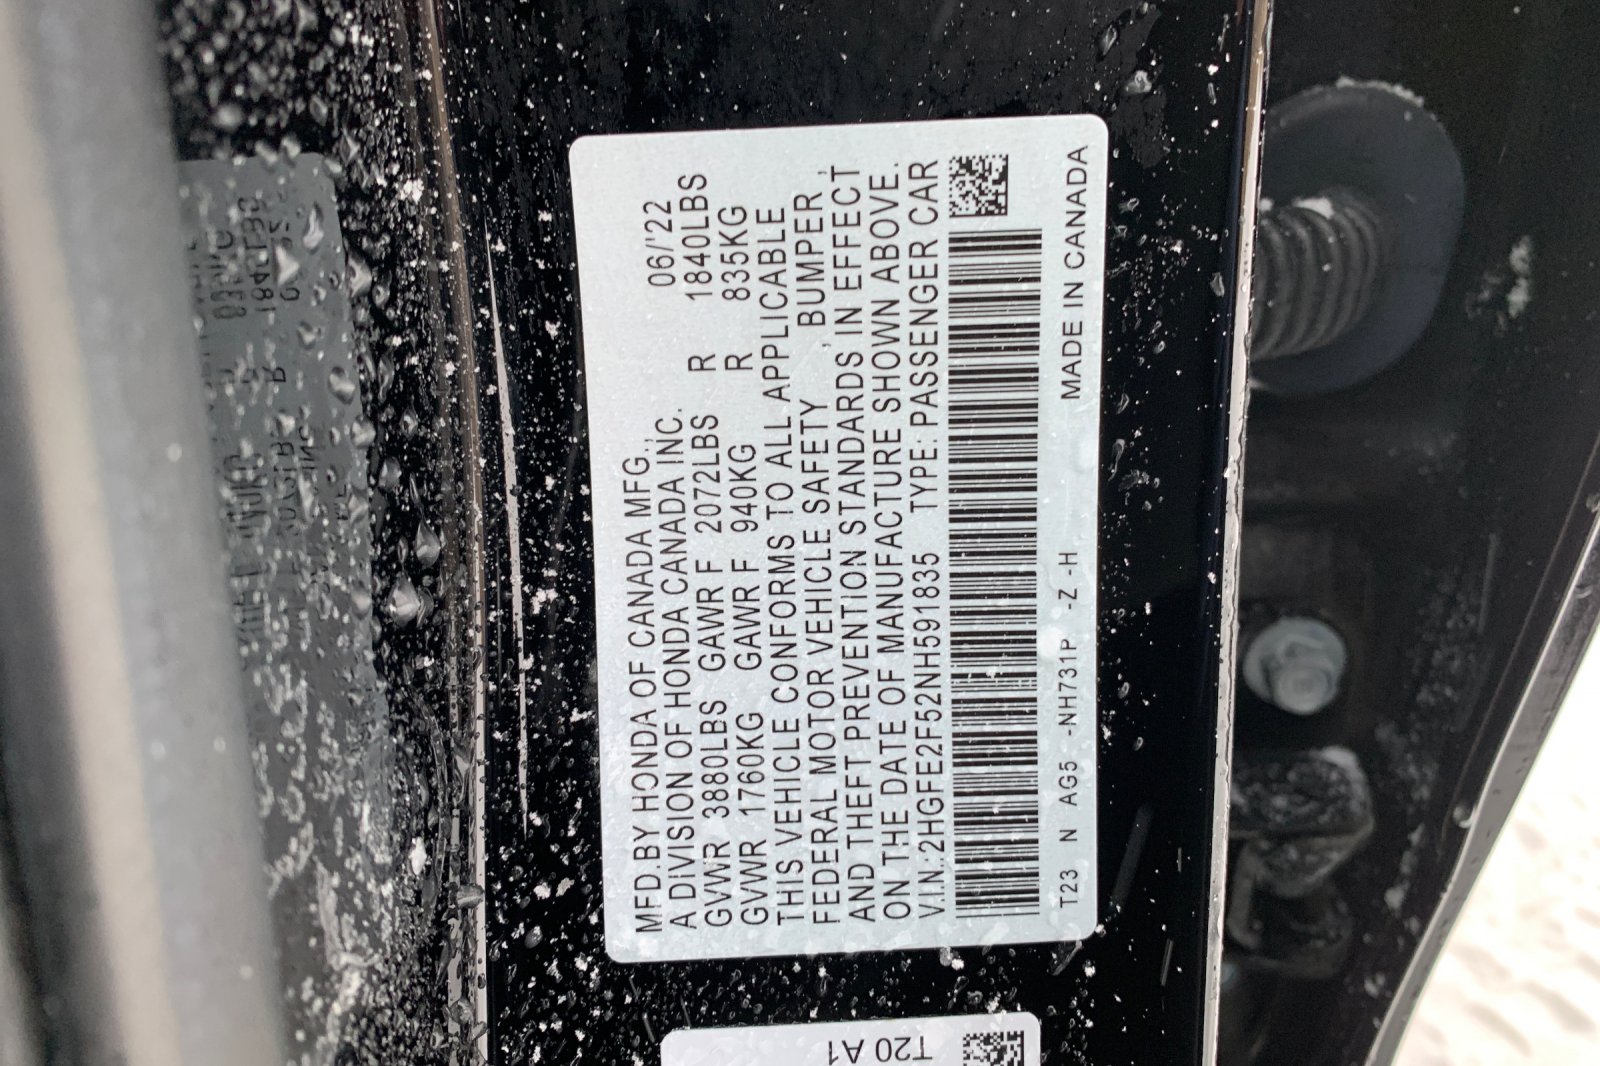 MFD. BY HONDA OF CANADA MFG.,
A DIVISION OF HONDA CANADA INC. 06/'22
GVWR 3880LBS GAWR F 2072LBS R 1840LBS
GVWR 1760KG GAWR F 940KG R 835KG
THIS VEHICLE CONFORMS TO ALL APPLICABLE
FEDERAL MOTOR VEHICLE SAFETY , BUMPER ,
AND THEFT PREVENTION STANDARDS IN EFFECT
ON THE DATE OF MANUFACTURE SHOWN ABOVE.
V.I.N.:2HGFE2F52NH591835 TYPE: PASSENGER CAR
T23 N AG5 -NH731P -Z -H MADE IN CANADA
T20 A1